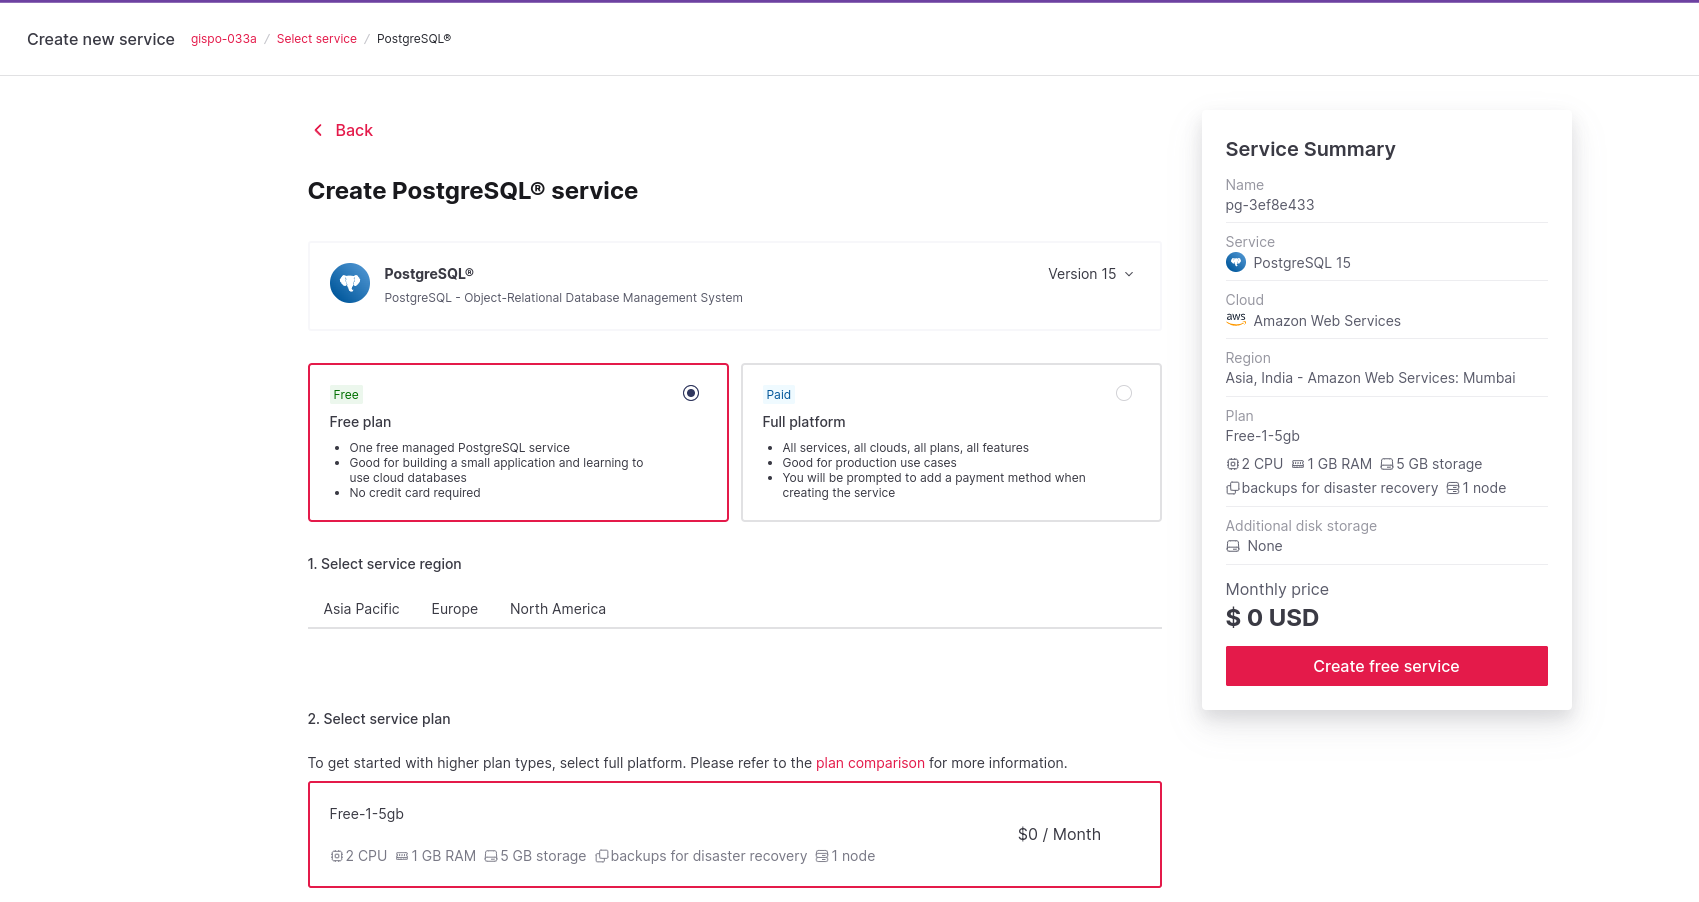 Create new service gispo-033a / Select service / PostgreSQL®
Back
Create PostgreSQL® service
PostgreSQL®
PostgreSQL - Object-Relational Database Management System
Version 15
Free
Free plan
• One free managed PostgreSQL service
• Good for building a small application and learning to
use cloud databases
• No credit card required
Paid
Full platform
• All services, all clouds, all plans, all features
• Good for production use cases
• You will be prompted to add a payment method when
creating the service
1. Select service region
Asia Pacific Europe North America
2. Select service plan
To get started with higher plan types, select full platform. Please refer to the plan comparison for more information.
Free-1-5gb
$0 / Month
2 CPU 1 GB RAM 5 GB storage backups for disaster recovery 1 node
Service Summary
Name
pg-3ef8e433
Service
PostgreSQL 15
Cloud
aws Amazon Web Services
Region
Asia, India - Amazon Web Services: Mumbai
Plan
Free-1-5gb
2 CPU 1 GB RAM 5 GB storage
backups for disaster recovery 1 node
Additional disk storage
None
Monthly price
$ 0 USD
Create free service